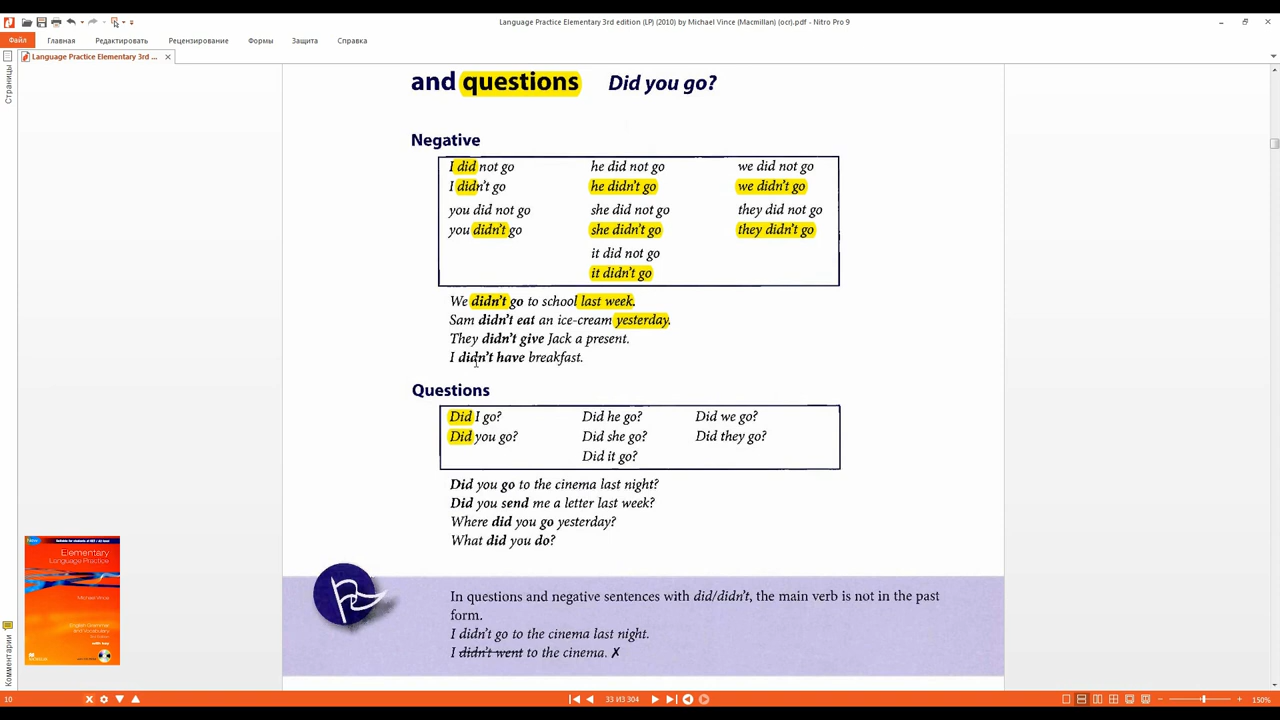 Language Practice Elementary 3rd edition (LP) (2010) by Michael Vince (Macmillan) (ocr).pdf - Nitro Pro 9
Файл Главная Редактировать Рецензирование Формы Защита Справка
Language Practice Elementary 3rd ...
Страницы
and questions Did you go?
Negative
I did not go he did not go we did not go
I didn't go he didn't go we didn't go
you did not go she did not go they did not go
you didn't go she didn't go they didn't go
it did not go
it didn't go
We didn't go to school last week.
Sam didn't eat an ice-cream yesterday.
They didn't give Jack a present.
I didn't have breakfast.
Questions
Did I go? Did he go? Did we go?
Did you go? Did she go? Did they go?
Did it go?
Did you go to the cinema last night?
Did you send me a letter last week?
Where did you go yesterday?
What did you do?
In questions and negative sentences with did/didn't, the main verb is not in the past
form.
I didn't go to the cinema last night.
I didn't went to the cinema. ✗
Elementary
Language Practice
Michael Vince
English Grammar
and Vocabulary
Комментарии
10 33 ИЗ 304 150%